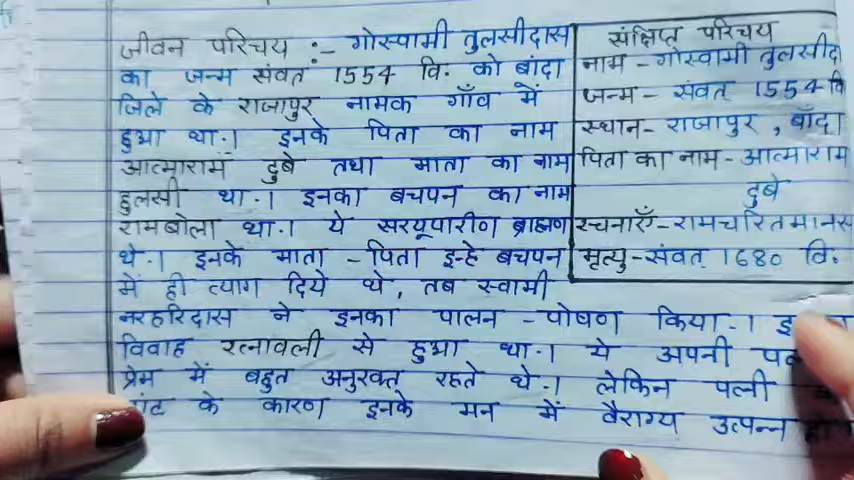 जीवन परिचय :- गोस्वामी तुलसीदास
का जन्म संवत् 1554 वि. को बांदा
जिले के राजापुर नामक गाँव में
हुआ था.। इनके पिता का नाम
आत्माराम दुबे तथा माता का नाम
हुलसी था.। इनका बचपन का नाम
रामबोला था.। ये सरयूपारीण ब्राह्मण
थे.। इनके माता - पिता इन्हे बचपन
में ही त्याग दिये थे, तब स्वामी
नरहरिदास ने इनका पालन - पोषण किया.।
विवाह रत्नावली से हुआ था.। ये अपनी
प्रेम में बहुत अनुरक्त रहते थे.। लेकिन पत्नी
के कारण इनके मन में वैराग्य उत्पन्न
संक्षिप्त परिचय
नाम - गोस्वामी तुलसीद
जन्म - संवत् 1554 वि
स्थान - राजापुर, बाँदा
पिता का नाम - आत्माराम
दुबे
रचनाएँ - रामचरितमानस
मृत्यु - संवत् 1680 वि.